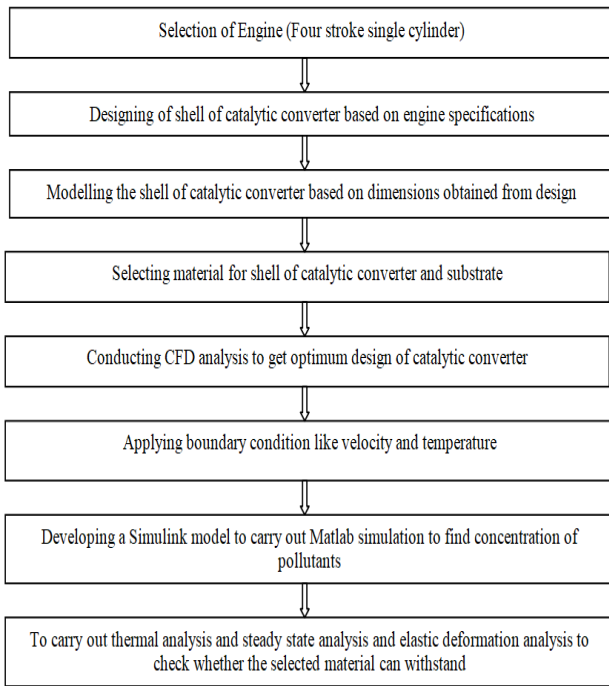 Selection of Engine (Four stroke single cylinder)
Designing of shell of catalytic converter based on engine specifications
Modelling the shell of catalytic converter based on dimensions obtained from design
Selecting material for shell of catalytic converter and substrate
Conducting CFD analysis to get optimum design of catalytic converter
Applying boundary condition like velocity and temperature
Developing a Simulink model to carry out Matlab simulation to find concentration of
pollutants
To carry out thermal analysis and steady state analysis and elastic deformation analysis to
check whether the selected material can withstand